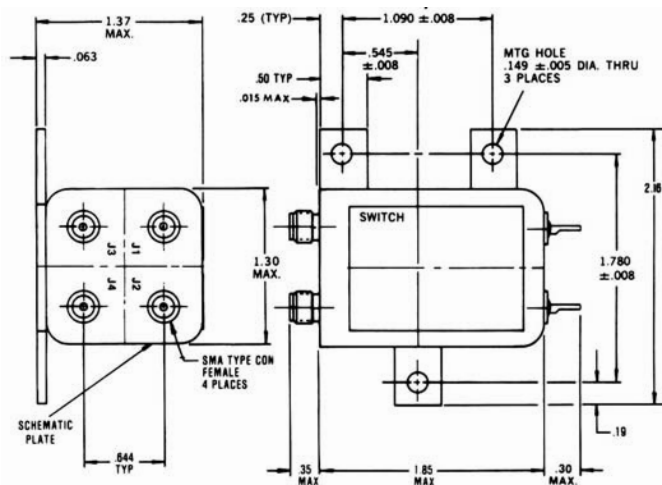 1.37
MAX.
.063
.25 (TYP)
1.090 ±.008
.545
±.008
.50 TYP
.015 MAX
MTG HOLE
.149 ±.005 DIA. THRU
3 PLACES
SWITCH
J3
J1
J4
J2
1.30
MAX.
1.780
±.008
2.16
SMA TYPE CON
FEMALE
4 PLACES
SCHEMATIC
PLATE
.644
TYP
.35
MAX
1.85
MAX
.30
MAX.
.19